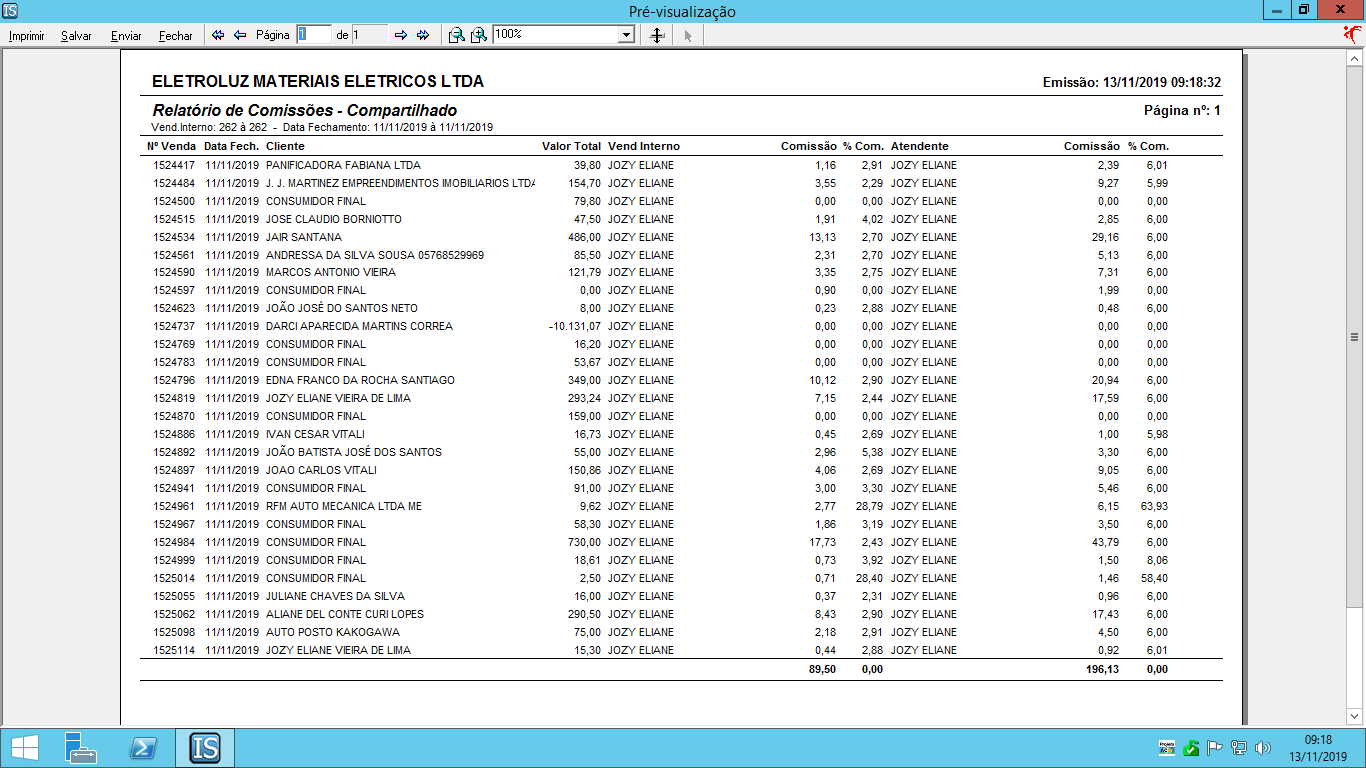 Pré-visualização
Imprimir Salvar Enviar Fechar Página 1 de 1 100%
ELETROLUZ MATERIAIS ELETRICOS LTDA Emissão: 13/11/2019 09:18:32
Relatório de Comissões - Compartilhado Página nº: 1
Vend.Interno: 262 à 262 - Data Fechamento: 11/11/2019 à 11/11/2019
Nº Venda Data Fech. Cliente Valor Total Vend Interno Comissão % Com. Atendente Comissão % Com.
1524417 11/11/2019 PANIFICADORA FABIANA LTDA 39,80 JOZY ELIANE 1,16 2,91 JOZY ELIANE 2,39 6,01
1524484 11/11/2019 J. J. MARTINEZ EMPREENDIMENTOS IMOBILIARIOS LTDA 154,70 JOZY ELIANE 3,55 2,29 JOZY ELIANE 9,27 5,99
1524500 11/11/2019 CONSUMIDOR FINAL 79,80 JOZY ELIANE 0,00 0,00 JOZY ELIANE 0,00 0,00
1524515 11/11/2019 JOSE CLAUDIO BORNIOTTO 47,50 JOZY ELIANE 1,91 4,02 JOZY ELIANE 2,85 6,00
1524534 11/11/2019 JAIR SANTANA 486,00 JOZY ELIANE 13,13 2,70 JOZY ELIANE 29,16 6,00
1524561 11/11/2019 ANDRESSA DA SILVA SOUSA 05768529969 85,50 JOZY ELIANE 2,31 2,70 JOZY ELIANE 5,13 6,00
1524590 11/11/2019 MARCOS ANTONIO VIEIRA 121,79 JOZY ELIANE 3,35 2,75 JOZY ELIANE 7,31 6,00
1524597 11/11/2019 CONSUMIDOR FINAL 0,00 JOZY ELIANE 0,90 0,00 JOZY ELIANE 1,99 0,00
1524623 11/11/2019 JOÃO JOSÉ DO SANTOS NETO 8,00 JOZY ELIANE 0,23 2,88 JOZY ELIANE 0,48 6,00
1524737 11/11/2019 DARCI APARECIDA MARTINS CORREA -10.131,07 JOZY ELIANE 0,00 0,00 JOZY ELIANE 0,00 0,00
1524769 11/11/2019 CONSUMIDOR FINAL 16,20 JOZY ELIANE 0,00 0,00 JOZY ELIANE 0,00 0,00
1524783 11/11/2019 CONSUMIDOR FINAL 53,67 JOZY ELIANE 0,00 0,00 JOZY ELIANE 0,00 0,00
1524796 11/11/2019 EDNA FRANCO DA ROCHA SANTIAGO 349,00 JOZY ELIANE 10,12 2,90 JOZY ELIANE 20,94 6,00
1524819 11/11/2019 JOZY ELIANE VIEIRA DE LIMA 293,24 JOZY ELIANE 7,15 2,44 JOZY ELIANE 17,59 6,00
1524870 11/11/2019 CONSUMIDOR FINAL 159,00 JOZY ELIANE 0,00 0,00 JOZY ELIANE 0,00 0,00
1524886 11/11/2019 IVAN CESAR VITALI 16,73 JOZY ELIANE 0,45 2,69 JOZY ELIANE 1,00 5,98
1524892 11/11/2019 JOÃO BATISTA JOSÉ DOS SANTOS 55,00 JOZY ELIANE 2,96 5,38 JOZY ELIANE 3,30 6,00
1524897 11/11/2019 JOAO CARLOS VITALI 150,86 JOZY ELIANE 4,06 2,69 JOZY ELIANE 9,05 6,00
1524941 11/11/2019 CONSUMIDOR FINAL 91,00 JOZY ELIANE 3,00 3,30 JOZY ELIANE 5,46 6,00
1524961 11/11/2019 RFM AUTO MECANICA LTDA ME 9,62 JOZY ELIANE 2,77 28,79 JOZY ELIANE 6,15 63,93
1524967 11/11/2019 CONSUMIDOR FINAL 58,30 JOZY ELIANE 1,86 3,19 JOZY ELIANE 3,50 6,00
1524984 11/11/2019 CONSUMIDOR FINAL 730,00 JOZY ELIANE 17,73 2,43 JOZY ELIANE 43,79 6,00
1524999 11/11/2019 CONSUMIDOR FINAL 18,61 JOZY ELIANE 0,73 3,92 JOZY ELIANE 1,50 8,06
1525014 11/11/2019 CONSUMIDOR FINAL 2,50 JOZY ELIANE 0,71 28,40 JOZY ELIANE 1,46 58,40
1525055 11/11/2019 JULIANE CHAVES DA SILVA 16,00 JOZY ELIANE 0,37 2,31 JOZY ELIANE 0,96 6,00
1525062 11/11/2019 ALIANE DEL CONTE CURI LOPES 290,50 JOZY ELIANE 8,43 2,90 JOZY ELIANE 17,43 6,00
1525098 11/11/2019 AUTO POSTO KAKOGAWA 75,00 JOZY ELIANE 2,18 2,91 JOZY ELIANE 4,50 6,00
1525114 11/11/2019 JOZY ELIANE VIEIRA DE LIMA 15,30 JOZY ELIANE 0,44 2,88 JOZY ELIANE 0,92 6,01
89,50 0,00 196,13 0,00
IS
09:18
13/11/2019